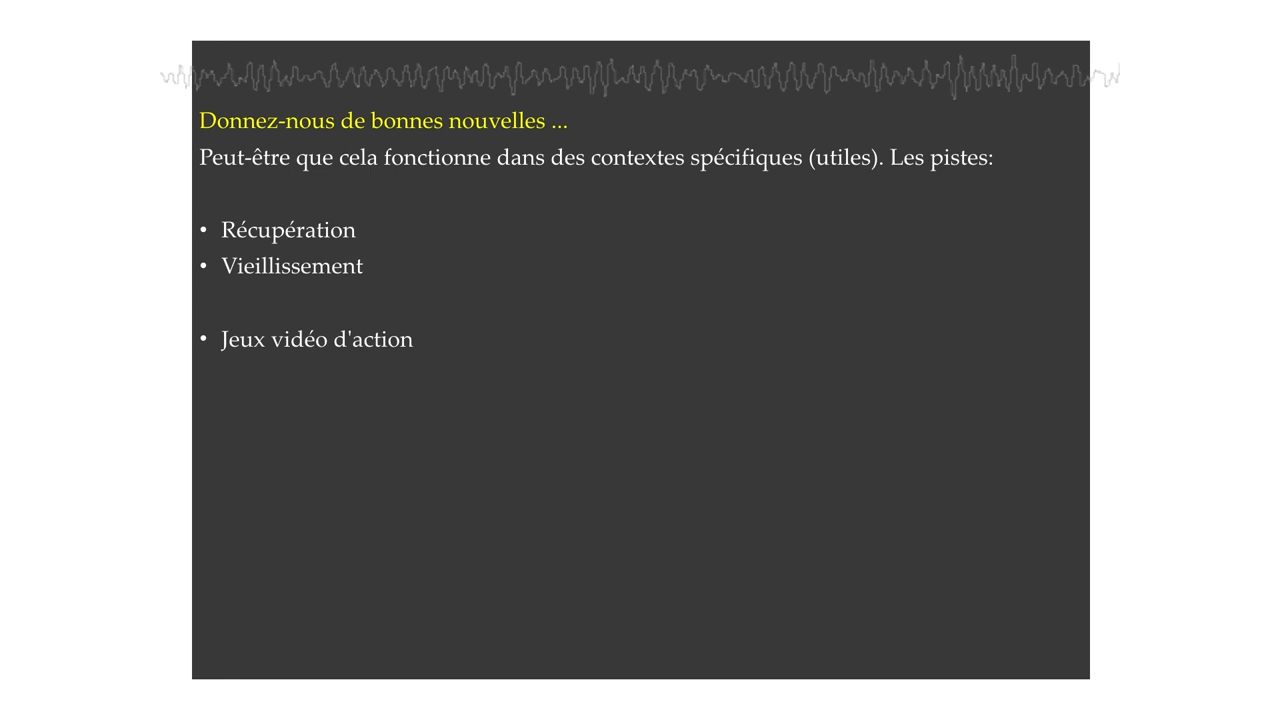 Donnez-nous de bonnes nouvelles ...
Peut-être que cela fonctionne dans des contextes spécifiques (utiles). Les pistes:
• Récupération
• Vieillissement
• Jeux vidéo d'action